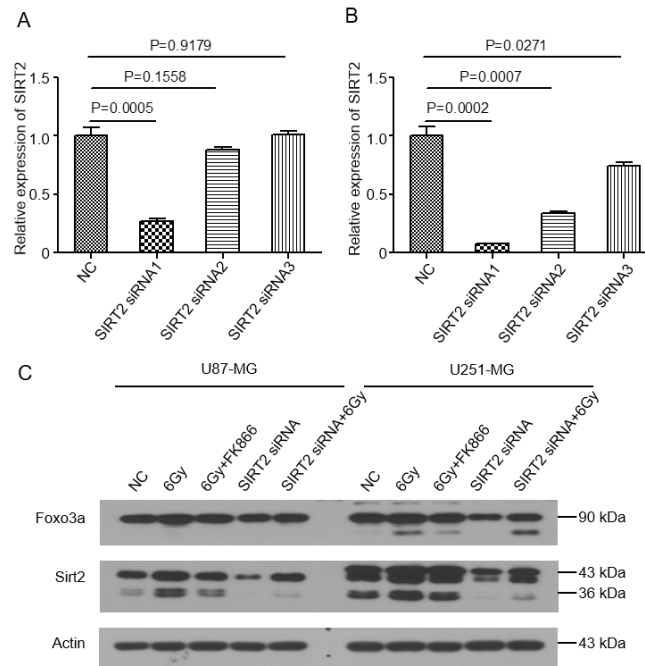 A
P=0.9179
P=0.1558
P=0.0005
Relative expression of SIRT2
1.5
1.0
0.5
0
NC
SIRT2 siRNA1
SIRT2 siRNA2
SIRT2 siRNA3
B
P=0.0271
P=0.0007
P=0.0002
Relative expression of SIRT2
1.5
1.0
0.5
0
NC
SIRT2 siRNA1
SIRT2 siRNA2
SIRT2 siRNA3
C
U87-MG
U251-MG
NC
6Gy
6Gy+FK866
SIRT2 siRNA
SIRT2 siRNA+6Gy
NC
6Gy
6Gy+FK866
SIRT2 siRNA
SIRT2 siRNA+6Gy
Foxo3a
90 kDa
Sirt2
43 kDa
36 kDa
Actin
43 kDa